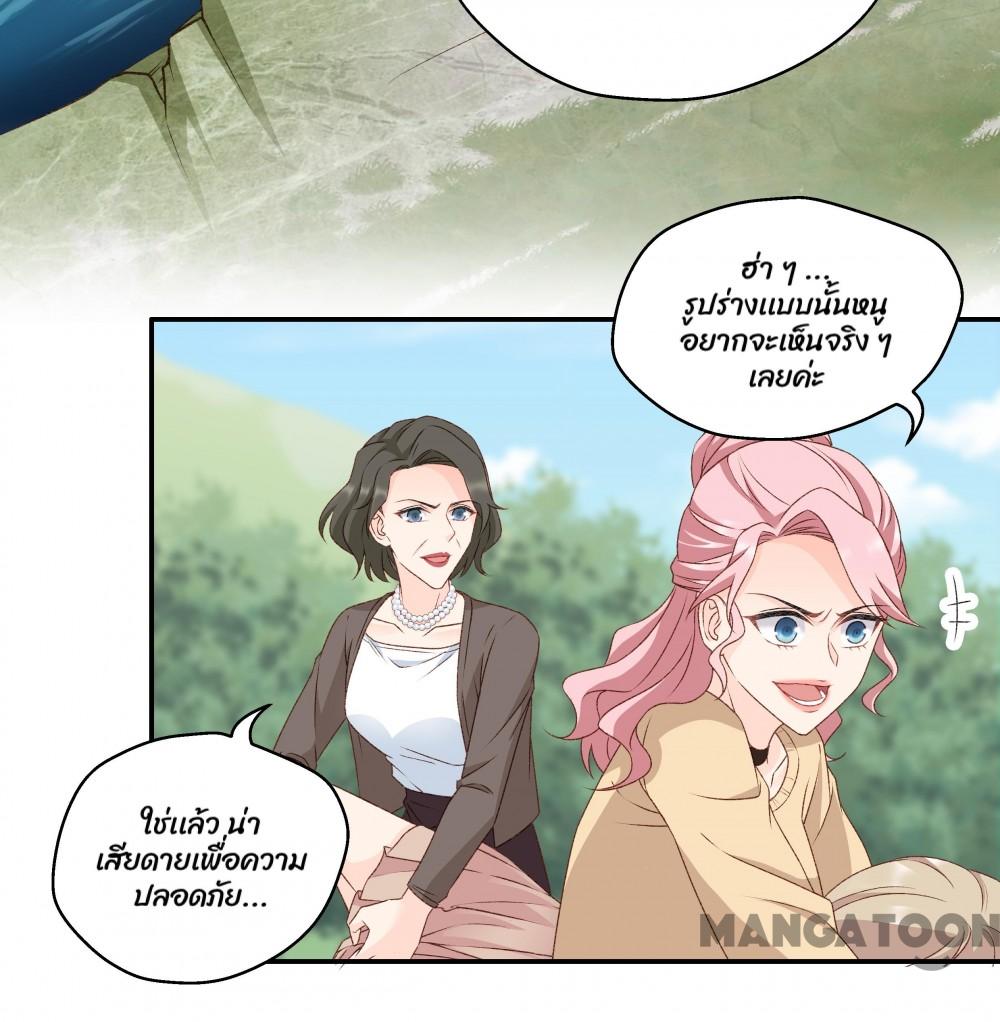 ฮ่า ๆ ...
รูปร่างแบบนั้นหนู
อยากจะเห็นจริง ๆ
เลยค่ะ
ใช่แล้ว น่า
เสียดายเพื่อความ
ปลอดภัย...
MANGATOON